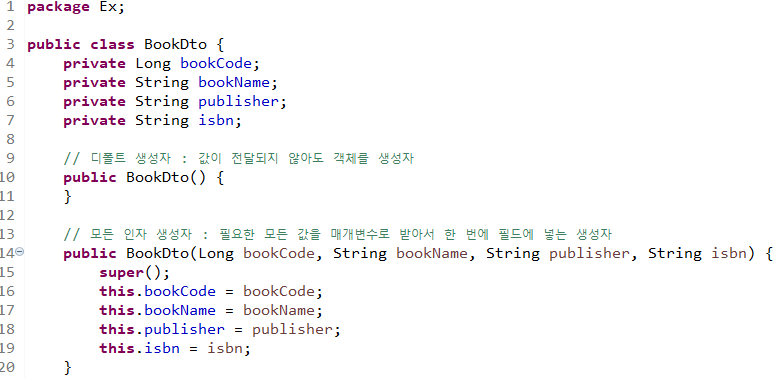 1 package Ex;
2
3 public class BookDto {
4     private Long bookCode;
5     private String bookName;
6     private String publisher;
7     private String isbn;
8
9     // 디폴트 생성자 : 값이 전달되지 않아도 객체를 생성자
10     public BookDto() {
11     }
12
13     // 모든 인자 생성자 : 필요한 모든 값을 매개변수로 받아서 한 번에 필드에 넣는 생성자
14     public BookDto(Long bookCode, String bookName, String publisher, String isbn) {
15         super();
16         this.bookCode = bookCode;
17         this.bookName = bookName;
18         this.publisher = publisher;
19         this.isbn = isbn;
20     }